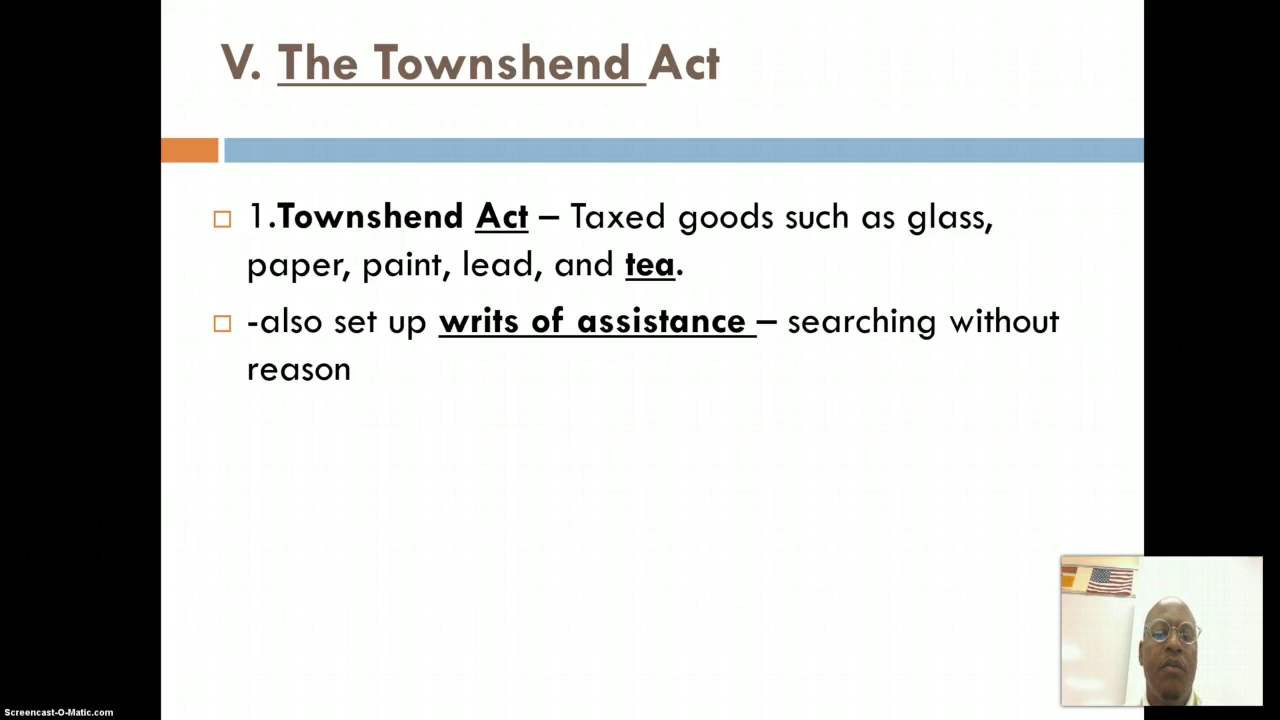 V. The Townshend Act
1.Townshend Act – Taxed goods such as glass,
paper, paint, lead, and tea.
-also set up writs of assistance – searching without
reason
Screencast-O-Matic.com